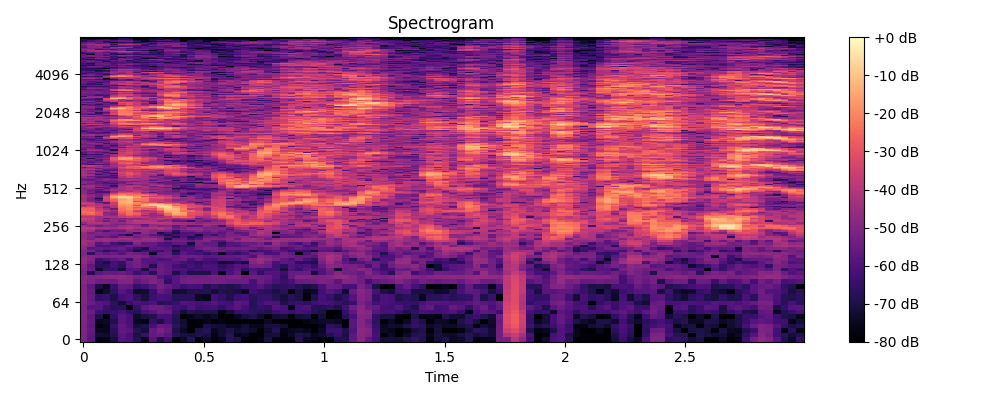 Spectrogram
Hz
4096
2048
1024
512
256
128
64
0
0
0.5
1
1.5
2
2.5
Time
+0 dB
-10 dB
-20 dB
-30 dB
-40 dB
-50 dB
-60 dB
-70 dB
-80 dB